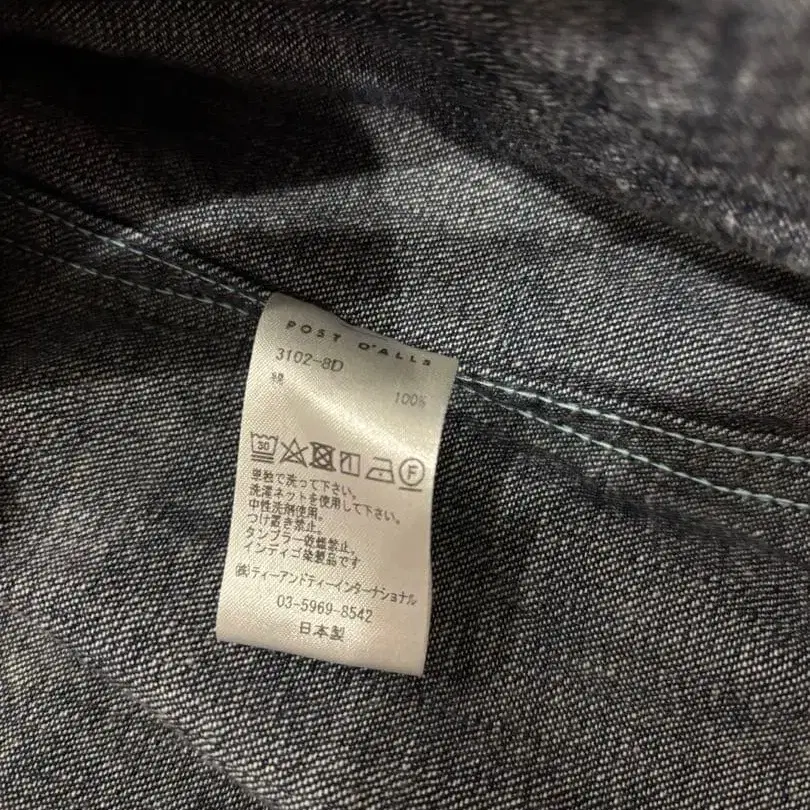 POST O'ALLS
3102-8D
綿 100%
30 F
単独で洗って下さい。
洗濯ネットを使用して下さい。
中性洗剤使用。
つけ置き禁止。
タンブラー乾燥禁止。
インディゴ染製品です
(株)ティーアンドティーインターナショナル
03-5969-8542
日本製